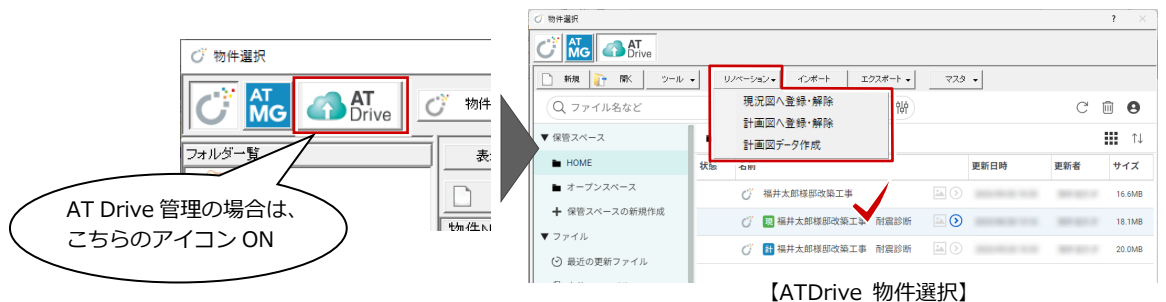 物件選択
AT
MG
AT
Drive
物件
フォルダ一覧
物件N
AT Drive 管理の場合は、
こちらのアイコン ON
物件選択
?
AT
MG
AT
Drive
新規 開く ツール リノベーション インポート エクスポート マスタ
ファイル名など
現況図へ登録・解除
計画図へ登録・解除
計画図データ作成
保管スペース
HOME
オープンスペース
保管スペースの新規作成
ファイル
最近の更新ファイル
状態 名前 更新日時 更新者 サイズ
福井太郎様邸改築工事 16.6MB
現 福井太郎様邸改築工事 耐震診断 18.1MB
計 福井太郎様邸改築工事 耐震診断 20.0MB
【ATDrive 物件選択】